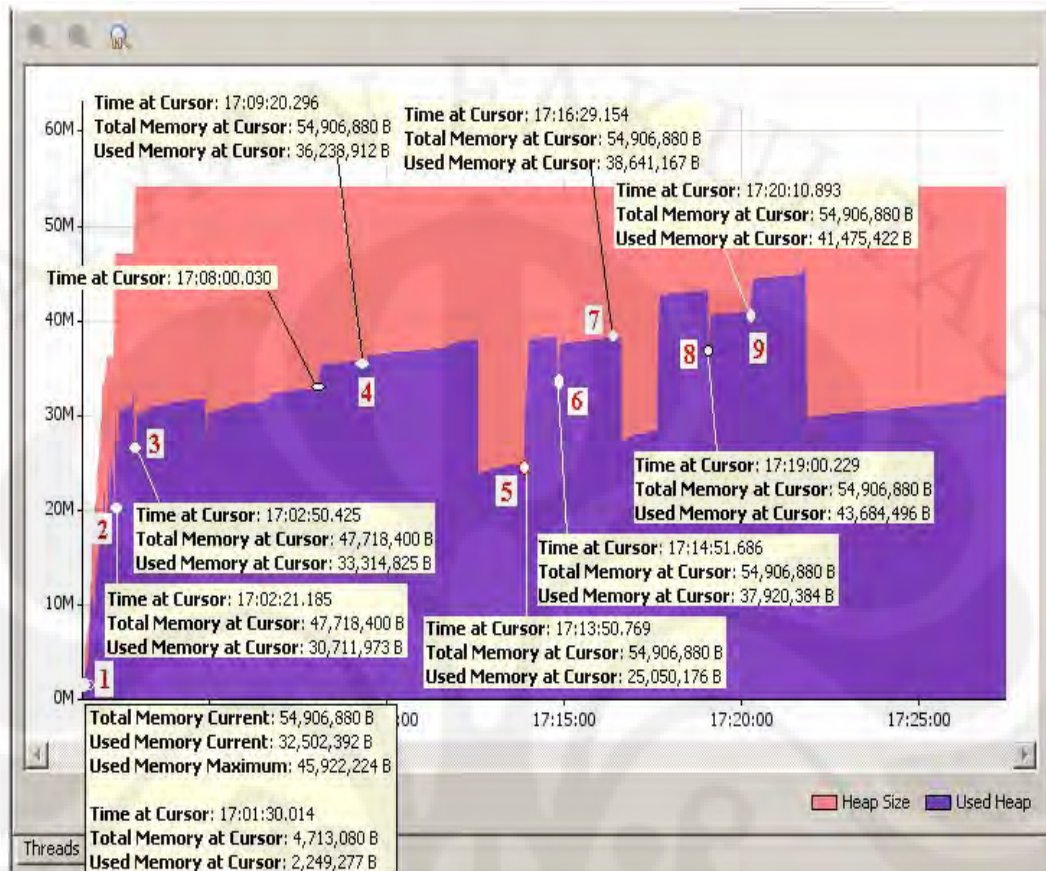 Time at Cursor: 17:09:20.296
Total Memory at Cursor: 54,906,880 B
Used Memory at Cursor: 36,238,912 B
Time at Cursor: 17:16:29.154
Total Memory at Cursor: 54,906,880 B
Used Memory at Cursor: 38,641,167 B
Time at Cursor: 17:20:10.893
Total Memory at Cursor: 54,906,880 B
Used Memory at Cursor: 41,475,422 B
Time at Cursor: 17:08:00.030
60M
50M
40M
30M
20M
10M
0M
1
2
3
4
5
6
7
8
9
Time at Cursor: 17:02:50.425
Total Memory at Cursor: 47,718,400 B
Used Memory at Cursor: 33,314,825 B
Time at Cursor: 17:19:00.229
Total Memory at Cursor: 54,906,880 B
Used Memory at Cursor: 43,684,496 B
Time at Cursor: 17:14:51.686
Total Memory at Cursor: 54,906,880 B
Used Memory at Cursor: 37,920,384 B
Time at Cursor: 17:02:21.185
Total Memory at Cursor: 47,718,400 B
Used Memory at Cursor: 30,711,973 B
Time at Cursor: 17:13:50.769
Total Memory at Cursor: 54,906,880 B
Used Memory at Cursor: 25,050,176 B
:00 17:15:00 17:20:00 17:25:00
Total Memory Current: 54,906,880 B
Used Memory Current: 32,502,392 B
Used Memory Maximum: 45,922,224 B
Time at Cursor: 17:01:30.014
Total Memory at Cursor: 4,713,080 B
Used Memory at Cursor: 2,249,277 B
Heap Size Used Heap
Threads